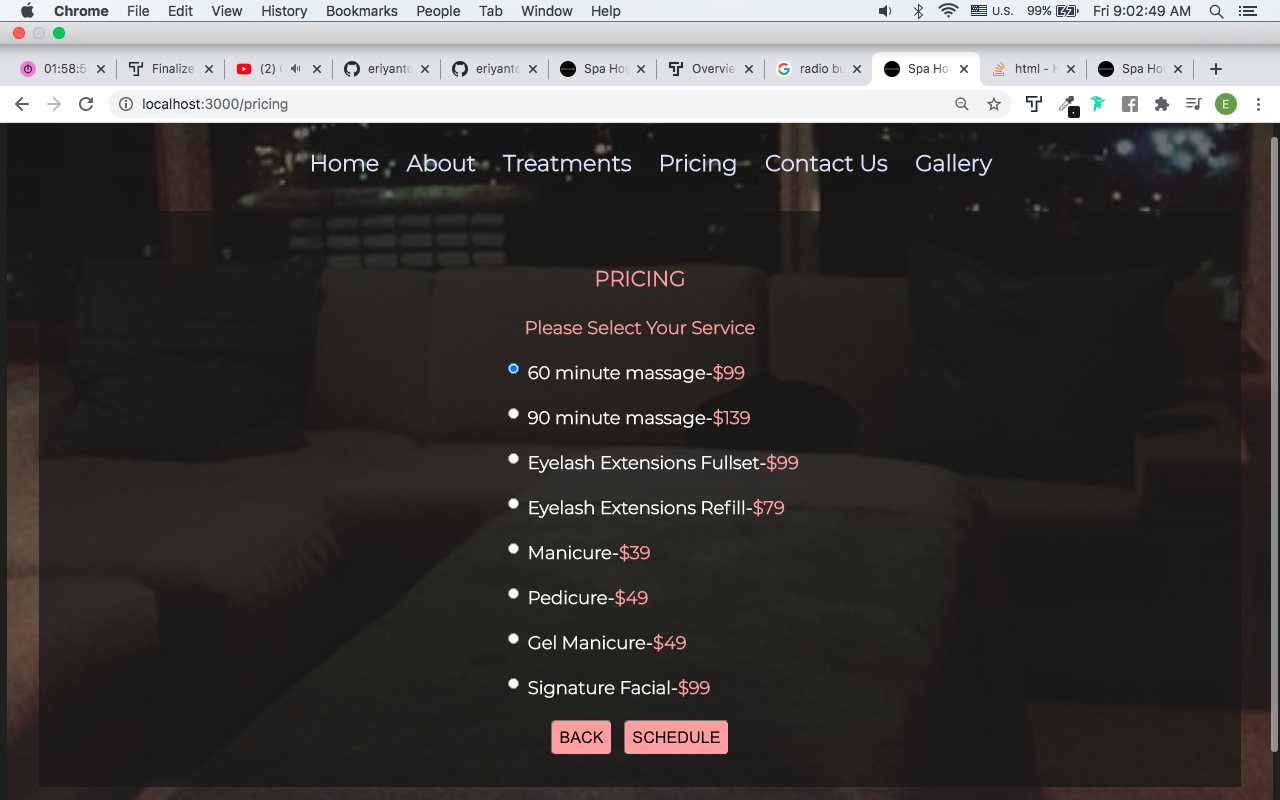 Chrome File Edit View History Bookmarks People Tab Window Help U.S. 99% Fri 9:02:49 AM
01:58:5 Finalize (2) eriyanto eriyanto Spa Hou Overvie radio bu Spa Hou html - Spa Hou
localhost:3000/pricing E
Home About Treatments Pricing Contact Us Gallery
PRICING
Please Select Your Service
60 minute massage-$99
90 minute massage-$139
Eyelash Extensions Fullset-$99
Eyelash Extensions Refill-$79
Manicure-$39
Pedicure-$49
Gel Manicure-$49
Signature Facial-$99
BACK SCHEDULE